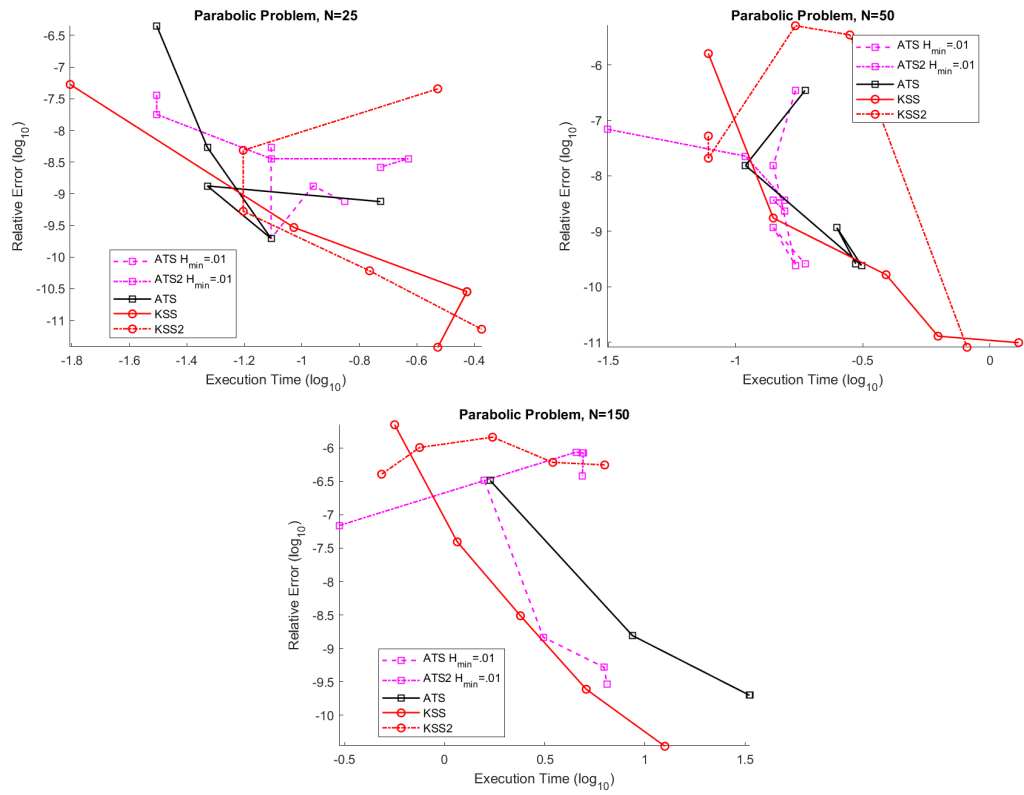 Parabolic Problem, N=25
Relative Error (log10)
-6.5
-7
-7.5
-8
-8.5
-9
-9.5
-10
-10.5
-11
ATS Hmin=.01
ATS2 Hmin=.01
ATS
KSS
KSS2
-1.8 -1.6 -1.4 -1.2 -1 -0.8 -0.6 -0.4
Execution Time (log10)
Parabolic Problem, N=50
Relative Error (log10)
-6
-7
-8
-9
-10
-11
ATS Hmin=.01
ATS2 Hmin=.01
ATS
KSS
KSS2
-1.5 -1 -0.5 0
Execution Time (log10)
Parabolic Problem, N=150
Relative Error (log10)
-6
-6.5
-7
-7.5
-8
-8.5
-9
-9.5
-10
ATS Hmin=.01
ATS2 Hmin=.01
ATS
KSS
KSS2
-0.5 0 0.5 1 1.5
Execution Time (log10)